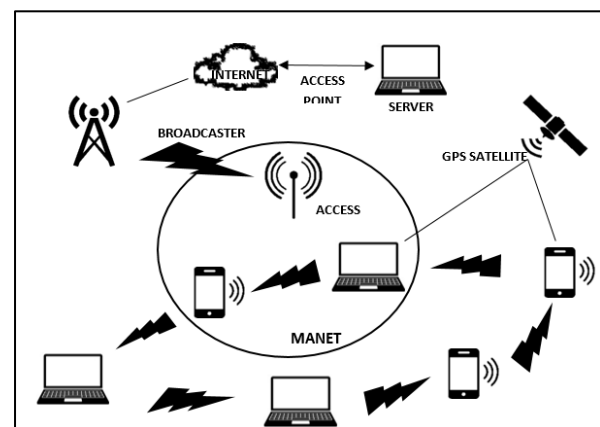 INTERNET
ACCESS
POINT
SERVER
BROADCASTER
GPS SATELLITE
ACCESS
MANET